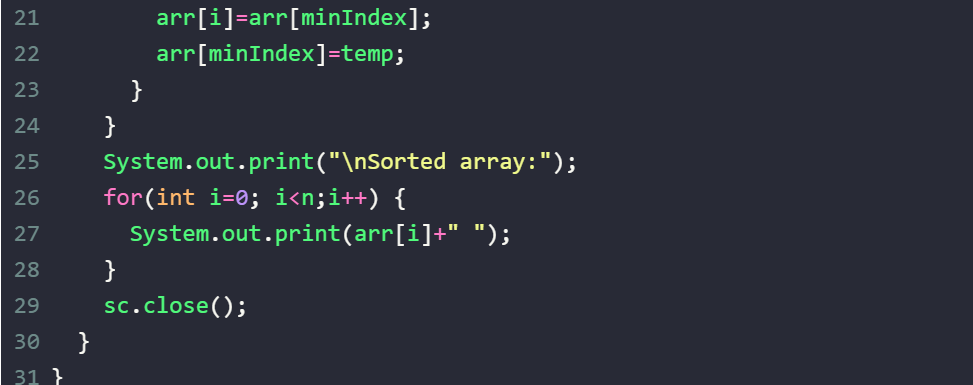 21 arr[i]=arr[minIndex];
22 arr[minIndex]=temp;
23 }
24 }
25 System.out.print("\nSorted array:");
26 for(int i=0; i<n;i++) {
27 System.out.print(arr[i]+" ");
28 }
29 sc.close();
30 }
31 }